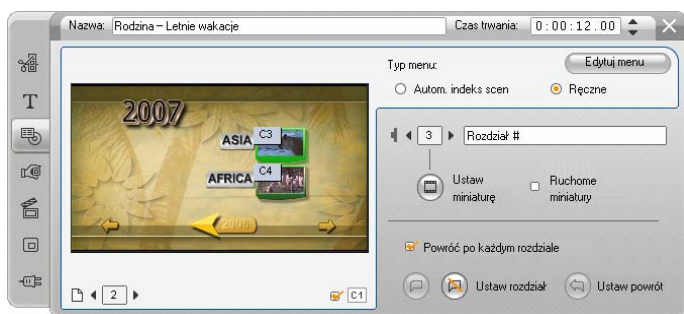 Nazwa: Rodzina – Letnie wakacje Czas trwania: 0:00:12.00
Typ menu: Edytuj menu
Autom. indeks scen Ręczne
T
2007
ASIA C3
AFRICA C4
2006
3 Rozdział #
Ustaw miniaturę
Ruchome miniatury
Powróć po każdym rozdziale
Ustaw rozdział Ustaw powrót
2 C1